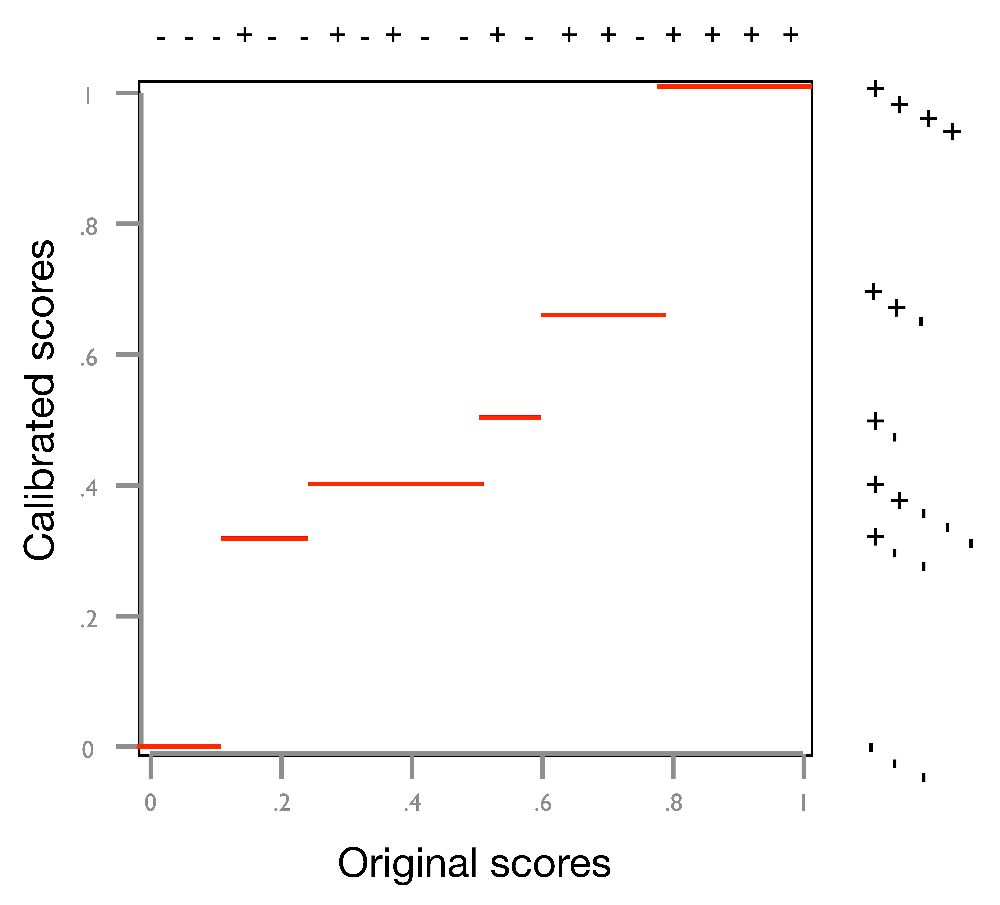 - - - + - - + - + - - + - + + - + + + +
1
.8
.6
.4
.2
0
Calibrated scores
0 .2 .4 .6 .8 1
Original scores
+ + + +
+ + -
+ -
+ + - - -
+ - -
- - -